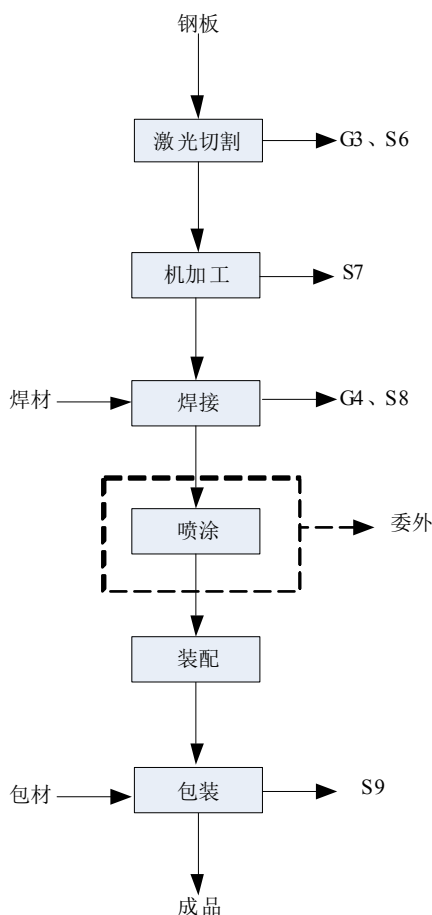 钢板
激光切割
G3、S6
机加工
S7
焊材
焊接
G4、S8
喷涂
委外
装配
包材
包装
S9
成品